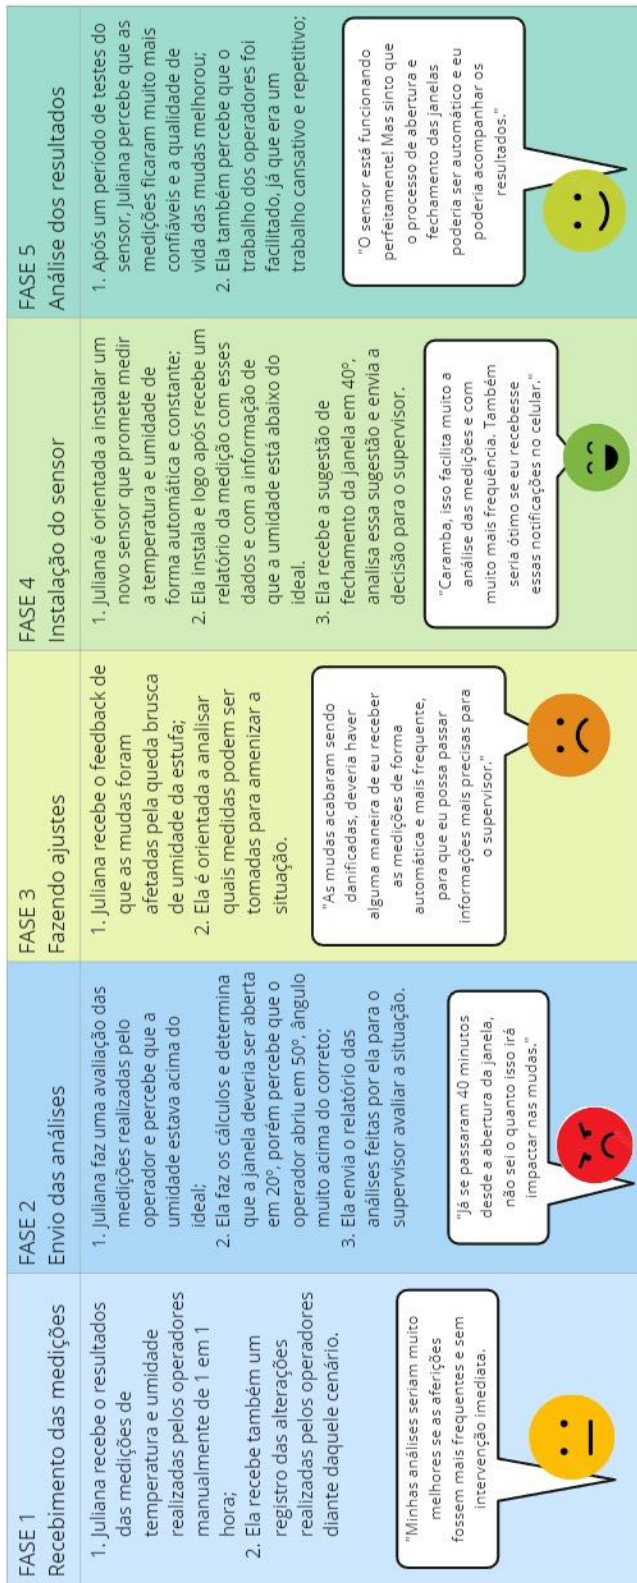 FASE 1
Recebimento das medições
1. Juliana recebe o resultados
das medições de
temperatura e umidade
realizadas pelos operadores
manualmente de 1 em 1
hora;
2. Ela recebe também um
registro das alterações
realizadas pelos operadores
diante daquele cenário.
"Minhas análises seriam muito
melhores se as aferições
fossem mais frequentes e sem
intervenção imediata.
FASE 2
Envio das análises
1. Juliana faz uma avaliação das
medições realizadas pelo
operador e percebe que a
umidade estava acima do
ideal;
2. Ela faz os cálculos e determina
que a janela deveria ser aberta
em 20º, porém percebe que o
operador abriu em 50º, ângulo
muito acima do correto;
3. Ela envia o relatório das
análises feitas por ela para o
supervisor avaliar a situação.
"Já se passaram 40 minutos
desde a abertura da janela,
não sei o quanto isso irá
impactar nas mudas."
FASE 3
Fazendo ajustes
1. Juliana recebe o feedback de
que as mudas foram
afetadas pela queda brusca
de umidade da estufa;
2. Ela é orientada a analisar
quais medidas podem ser
tomadas para amenizar a
situação.
"As mudas acabaram sendo
danificadas, deveria haver
alguma maneira de eu receber
as medições de forma
automática e mais frequente,
para que eu possa passar
informações mais precisas para
o supervisor."
FASE 4
Instalação do sensor
1. Juliana é orientada a instalar um
novo sensor que promete medir
a temperatura e umidade de
forma automática e constante;
2. Ela instala e logo após recebe um
relatório da medição com esses
dados e com a informação de
que a umidade está abaixo do
ideal.
3. Ela recebe a sugestão de
fechamento da janela em 40º,
analisa essa sugestão e envia a
decisão para o supervisor.
"Caramba, isso facilita muito a
análise das medições e com
muito mais frequência. Também
seria ótimo se eu recebesse
essas notificações no celular."
FASE 5
Análise dos resultados
1. Após um período de testes do
sensor, Juliana percebe que as
medições ficaram muito mais
confiáveis e a qualidade de
vida das mudas melhorou;
2. Ela também percebe que o
trabalho dos operadores foi
facilitado, já que era um
trabalho cansativo e repetitivo;
"O sensor está funcionando
perfeitamente! Mas sinto que
o processo de abertura e
fechamento das janelas
poderia ser automático e eu
poderia acompanhar os
resultados."